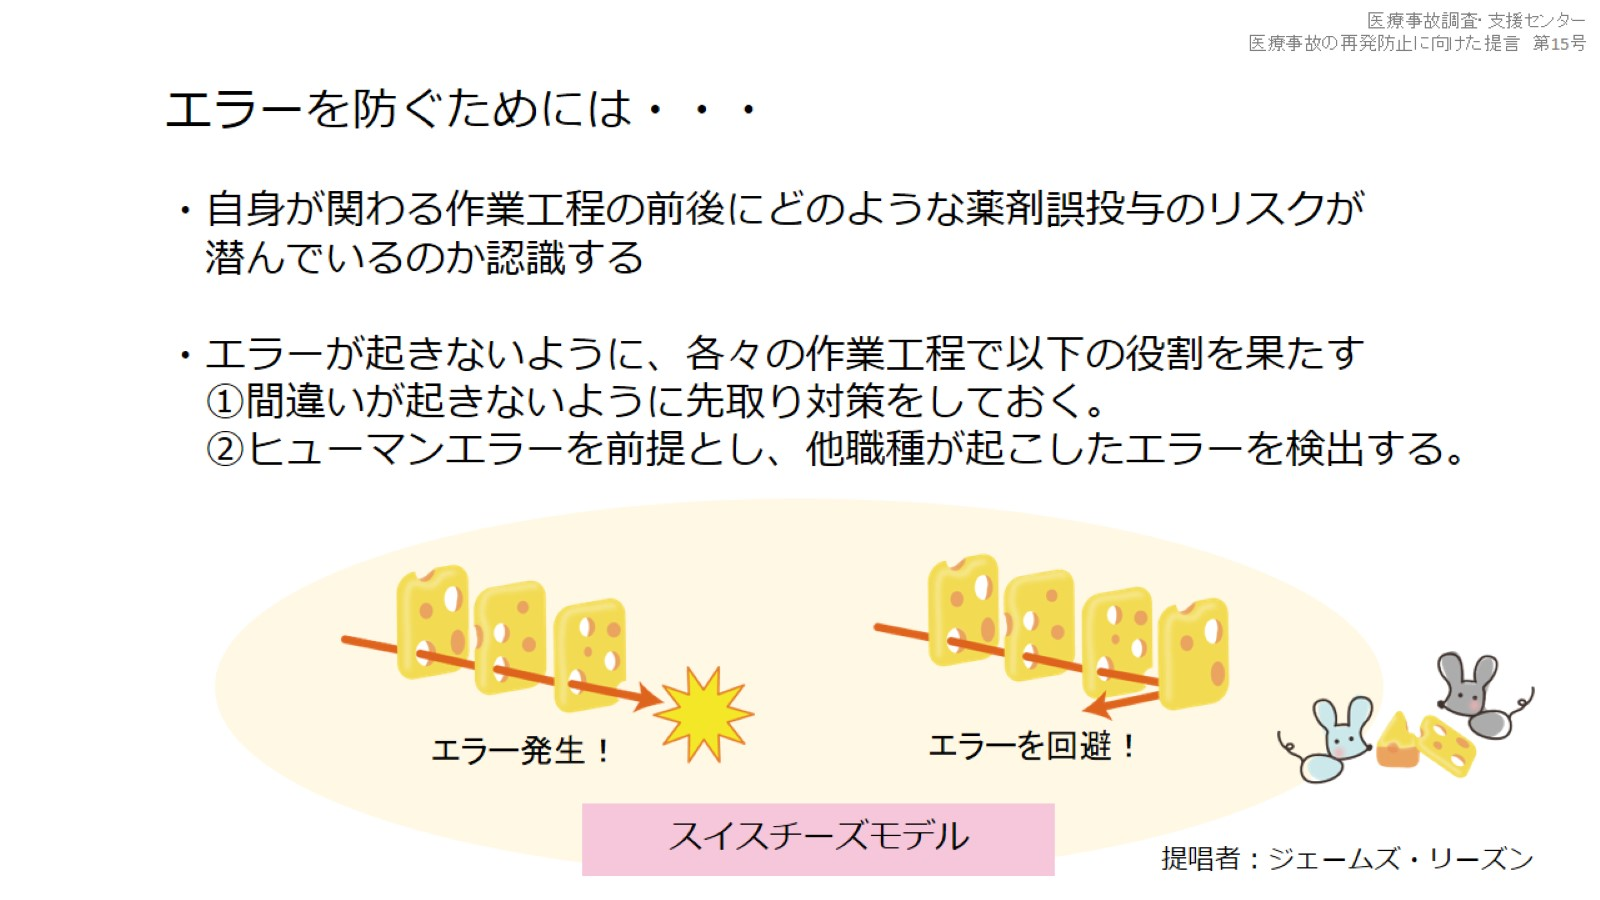 医療事故調査・支援センター
医療事故の再発防止に向けた提言　第15号
エラーを防ぐためには・・・
・自身が関わる作業工程の前後にどのような薬剤誤投与のリスクが
潜んでいるのか認識する
・エラーが起きないように、各々の作業工程で以下の役割を果たす
①間違いが起きないように先取り対策をしておく。
②ヒューマンエラーを前提とし、他職種が起こしたエラーを検出する。
エラー発生！
エラーを回避！
スイスチーズモデル
提唱者：ジェームズ・リーズン